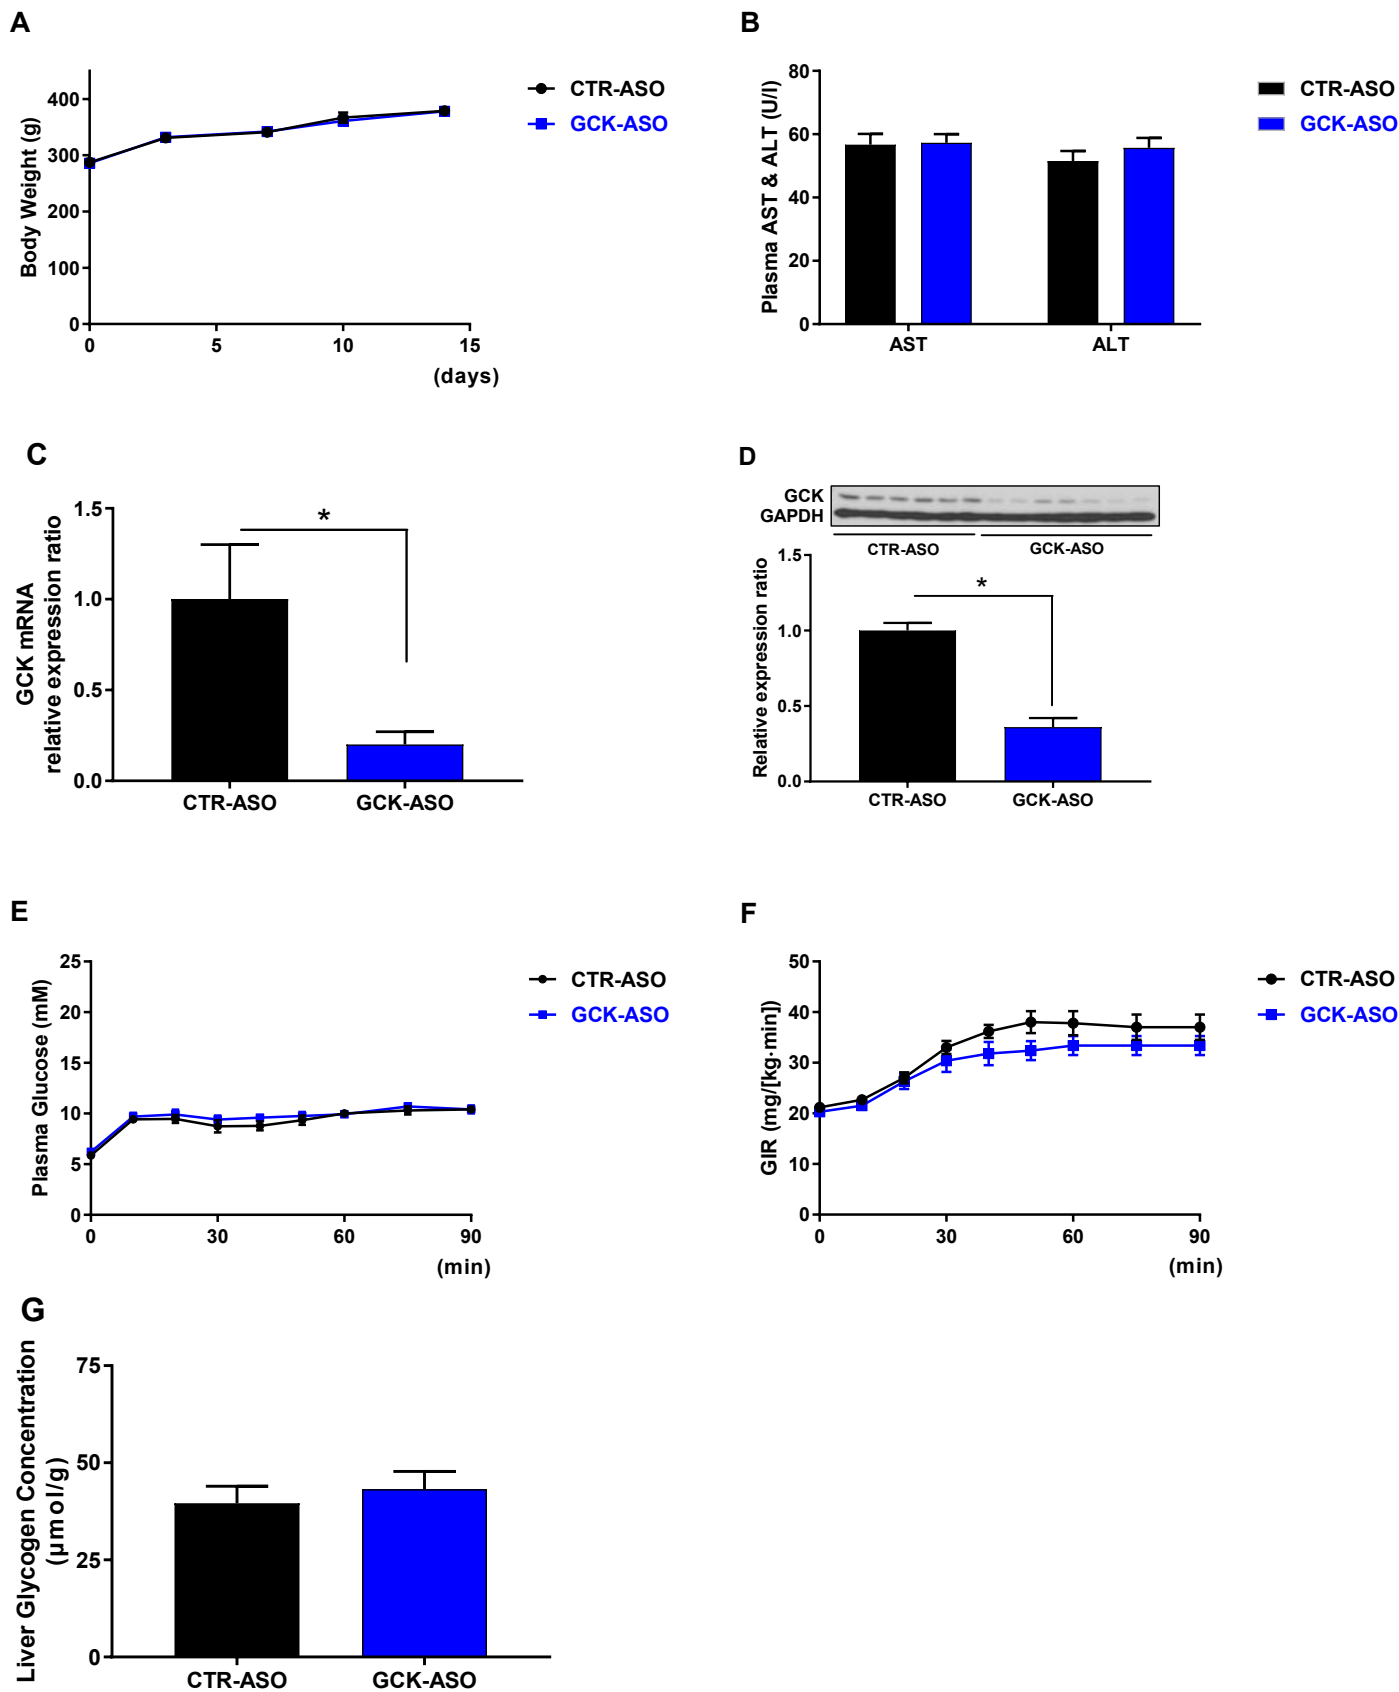 A
Body Weight (g)
400
300
200
100
0
0 5 10 15
(days)
CTR-ASO
GCK-ASO
B
Plasma AST & ALT (U/l)
80
60
40
20
0
AST ALT
CTR-ASO
GCK-ASO
C
GCK mRNA
relative expression ratio
1.5
1.0
0.5
0.0
*
CTR-ASO GCK-ASO
D
GCK
GAPDH
CTR-ASO GCK-ASO
Relative expression ratio
1.5
1.0
0.5
0.0
*
CTR-ASO GCK-ASO
E
Plasma Glucose (mM)
25
20
15
10
5
0
0 30 60 90
(min)
CTR-ASO
GCK-ASO
F
GIR (mg/[kg·min])
50
40
30
20
10
0
0 30 60 90
(min)
CTR-ASO
GCK-ASO
G
Liver Glycogen Concentration
(µmol/g)
75
50
25
0
CTR-ASO GCK-ASO